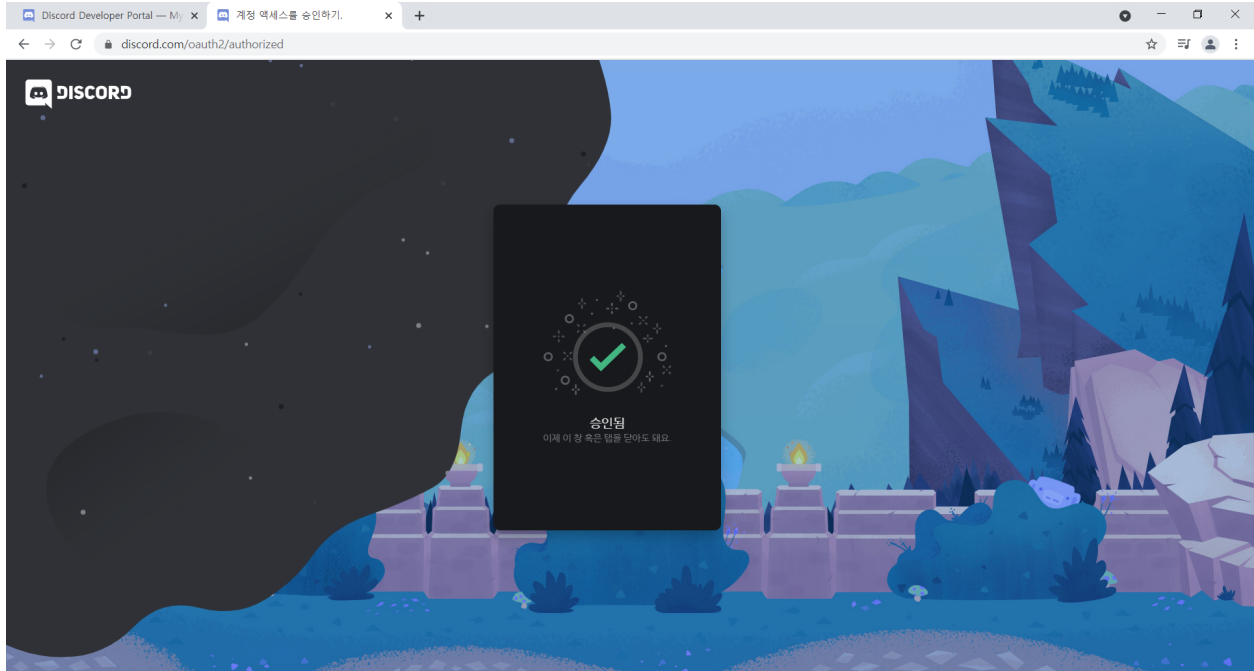 Discord Developer Portal — My
계정 액세스를 승인하기.
discord.com/oauth2/authorized
DISCORD
승인됨
이제 이 창 혹은 탭을 닫아도 돼요.